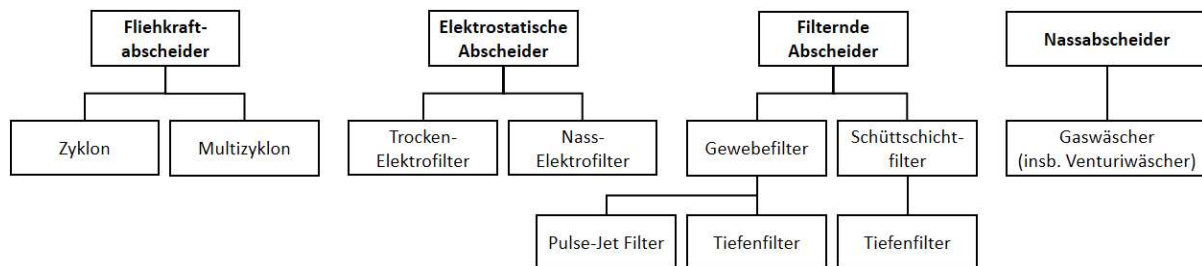 Fliehkraft-
abscheider
Elektrostatische
Abscheider
Filternde
Abscheider
Nassabscheider
Zyklon
Multizyklon
Trocken-
Elektrofilter
Nass-
Elektrofilter
Gewebefilter
Schüttschicht-
filter
Gaswäscher
(insb. Venturiwäscher)
Pulse-Jet Filter
Tiefenfilter
Tiefenfilter